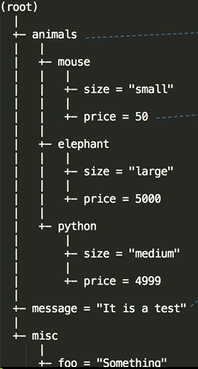 (root)
animals
mouse
size = "small"
price = 50
elephant
size = "large"
price = 5000
python
size = "medium"
price = 4999
message = "It is a test"
misc
foo = "Something"